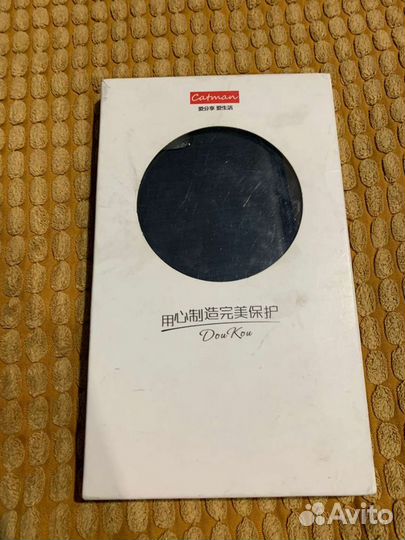 Catman
爱分享 爱生活
用心制造完美保护
DouKou
Avito